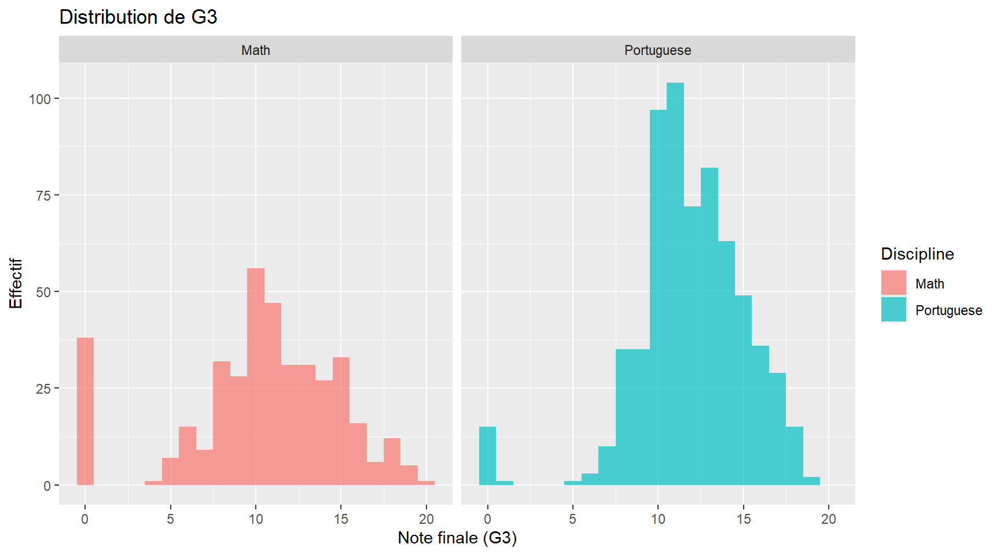 Distribution de G3
Math
Portuguese
100
75
50
25
0
Effectif
0 5 10 15 20
0 5 10 15 20
Note finale (G3)
Discipline
Math
Portuguese